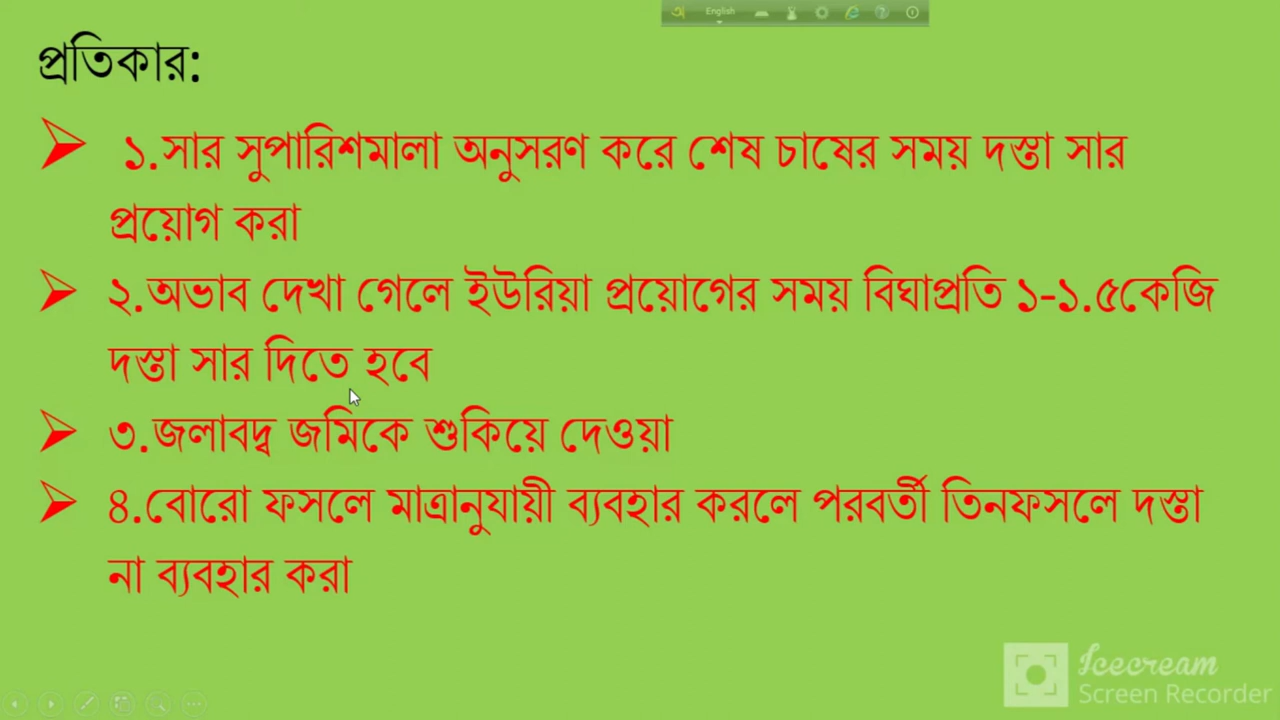 English
প্রতিকার:
১.সার সুপারিশমালা অনুসরণ করে শেষ চাষের সময় দস্তা সার
প্রয়োগ করা
২.অভাব দেখা গেলে ইউরিয়া প্রয়োগের সময় বিঘাপ্রতি ১-১.৫কেজি
দস্তা সার দিতে হবে
৩.জলাবদ্ব জমিকে শুকিয়ে দেওয়া
৪.বোরো ফসলে মাত্রানুযায়ী ব্যবহার করলে পরবর্তী তিনফসলে দস্তা
না ব্যবহার করা
Icecream
Screen Recorder